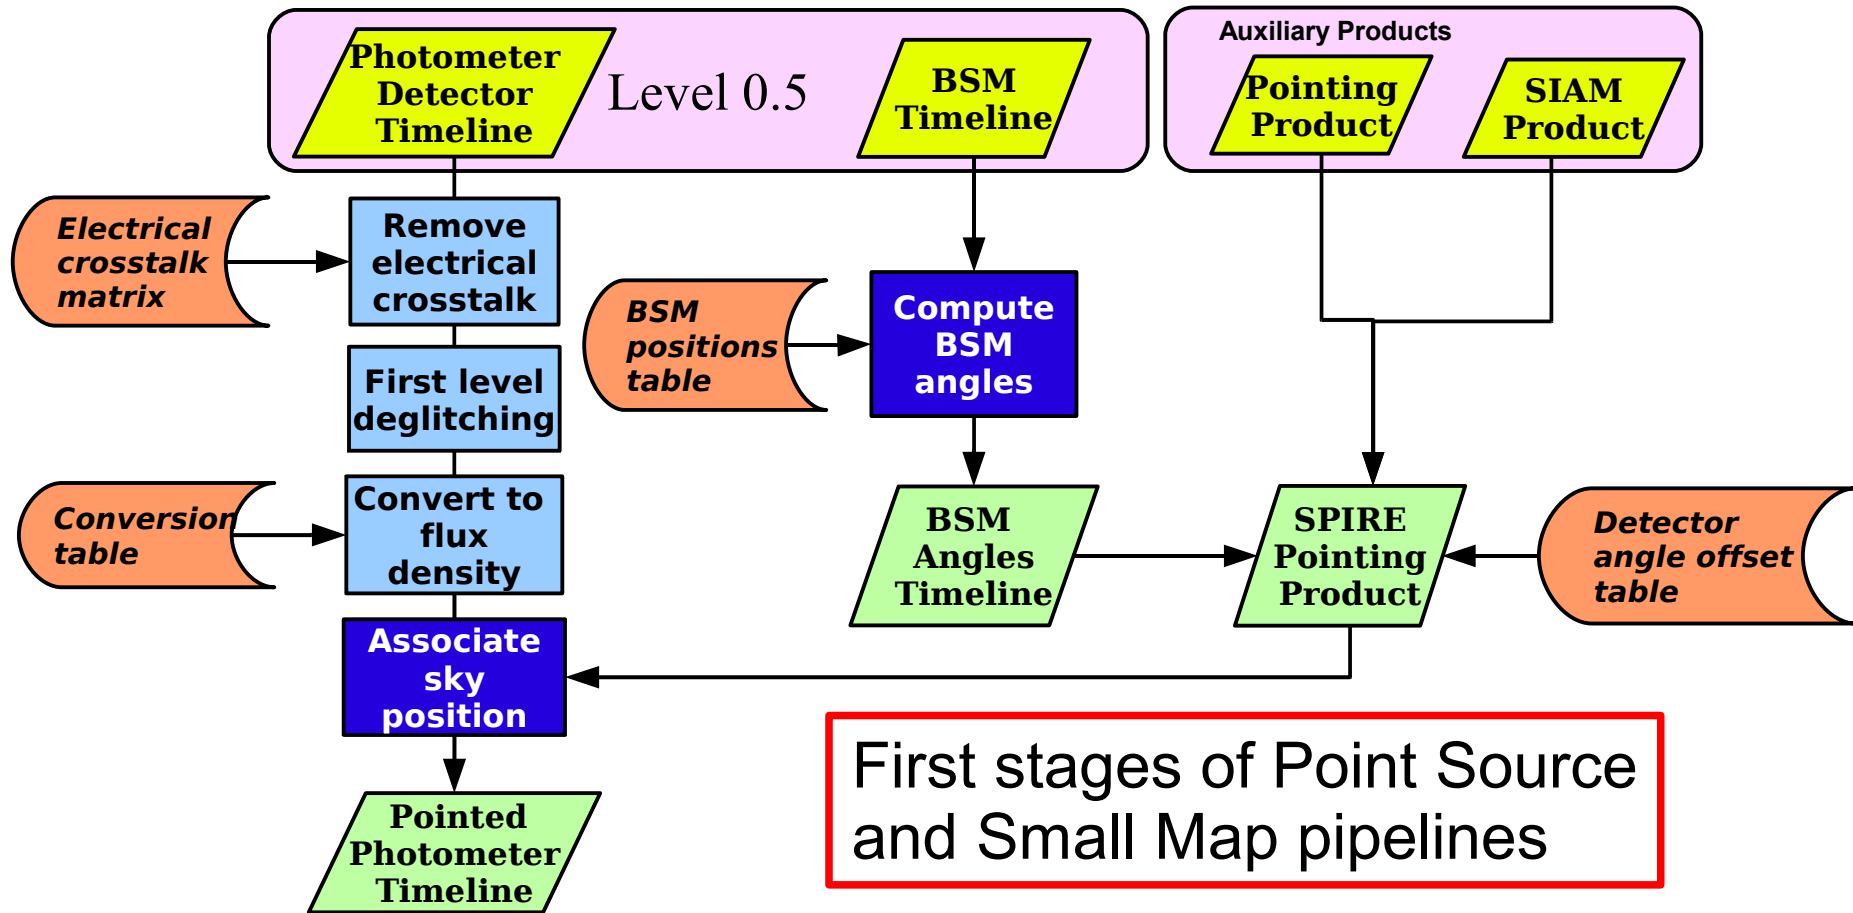 Photometer
Detector
Timeline
Level 0.5
BSM
Timeline
Auxiliary Products
Pointing
Product
SIAM
Product
Electrical
crosstalk
matrix
Remove
electrical
crosstalk
BSM
positions
table
Compute
BSM
angles
First level
deglitching
Conversion
table
Convert to
flux
density
BSM
Angles
Timeline
SPIRE
Pointing
Product
Detector
angle offset
table
Associate
sky
position
Pointed
Photometer
Timeline
First stages of Point Source
and Small Map pipelines